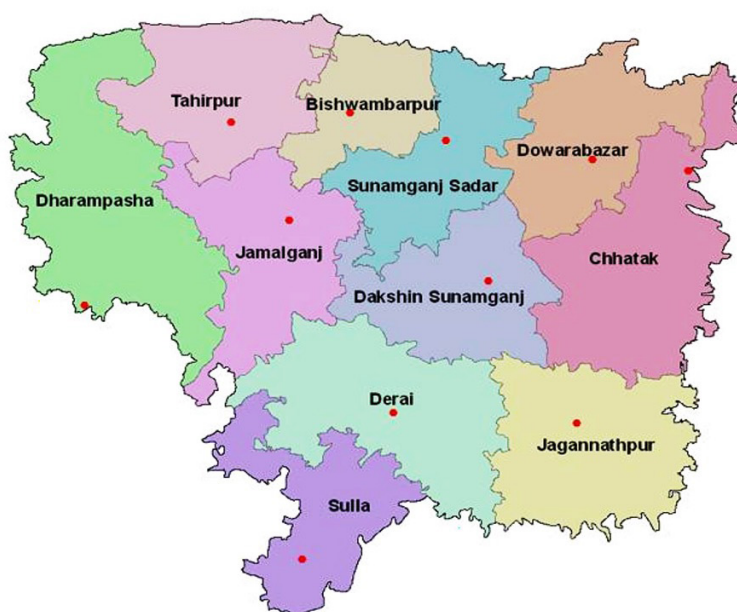 Tahirpur
Bishwambarpur
Dowarabazar
Sunamganj Sadar
Dharampasha
Jamalganj
Chhatak
Dakshin Sunamganj
Derai
Jagannathpur
Sulla